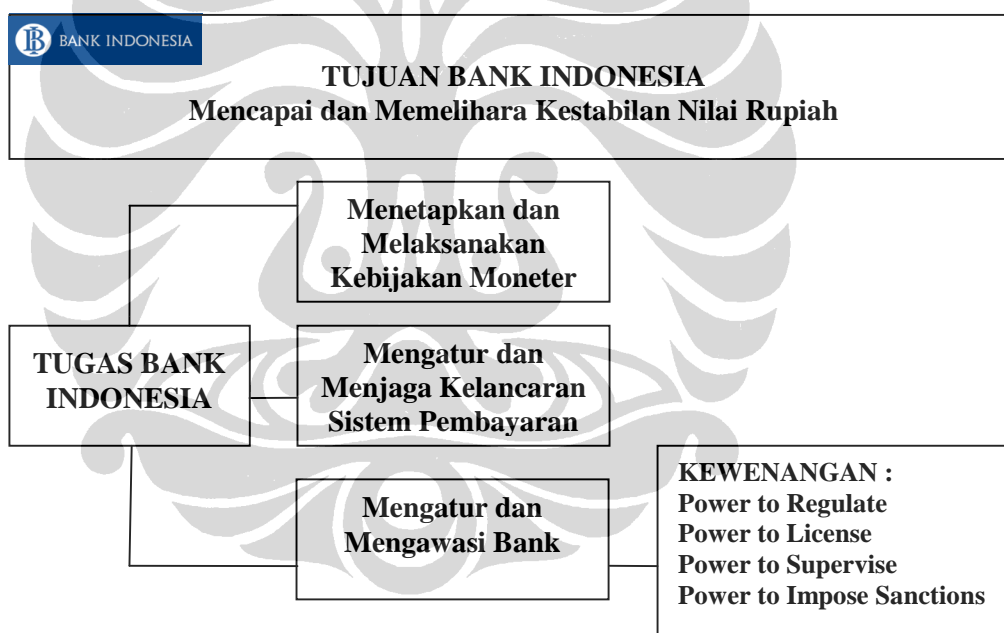 BANK INDONESIA
TUJUAN BANK INDONESIA
Mencapai dan Memelihara Kestabilan Nilai Rupiah
Menetapkan dan
Melaksanakan
Kebijakan Moneter
TUGAS BANK
INDONESIA
Mengatur dan
Menjaga Kelancaran
Sistem Pembayaran
Mengatur dan
Mengawasi Bank
KEWENANGAN :
Power to Regulate
Power to License
Power to Supervise
Power to Impose Sanctions